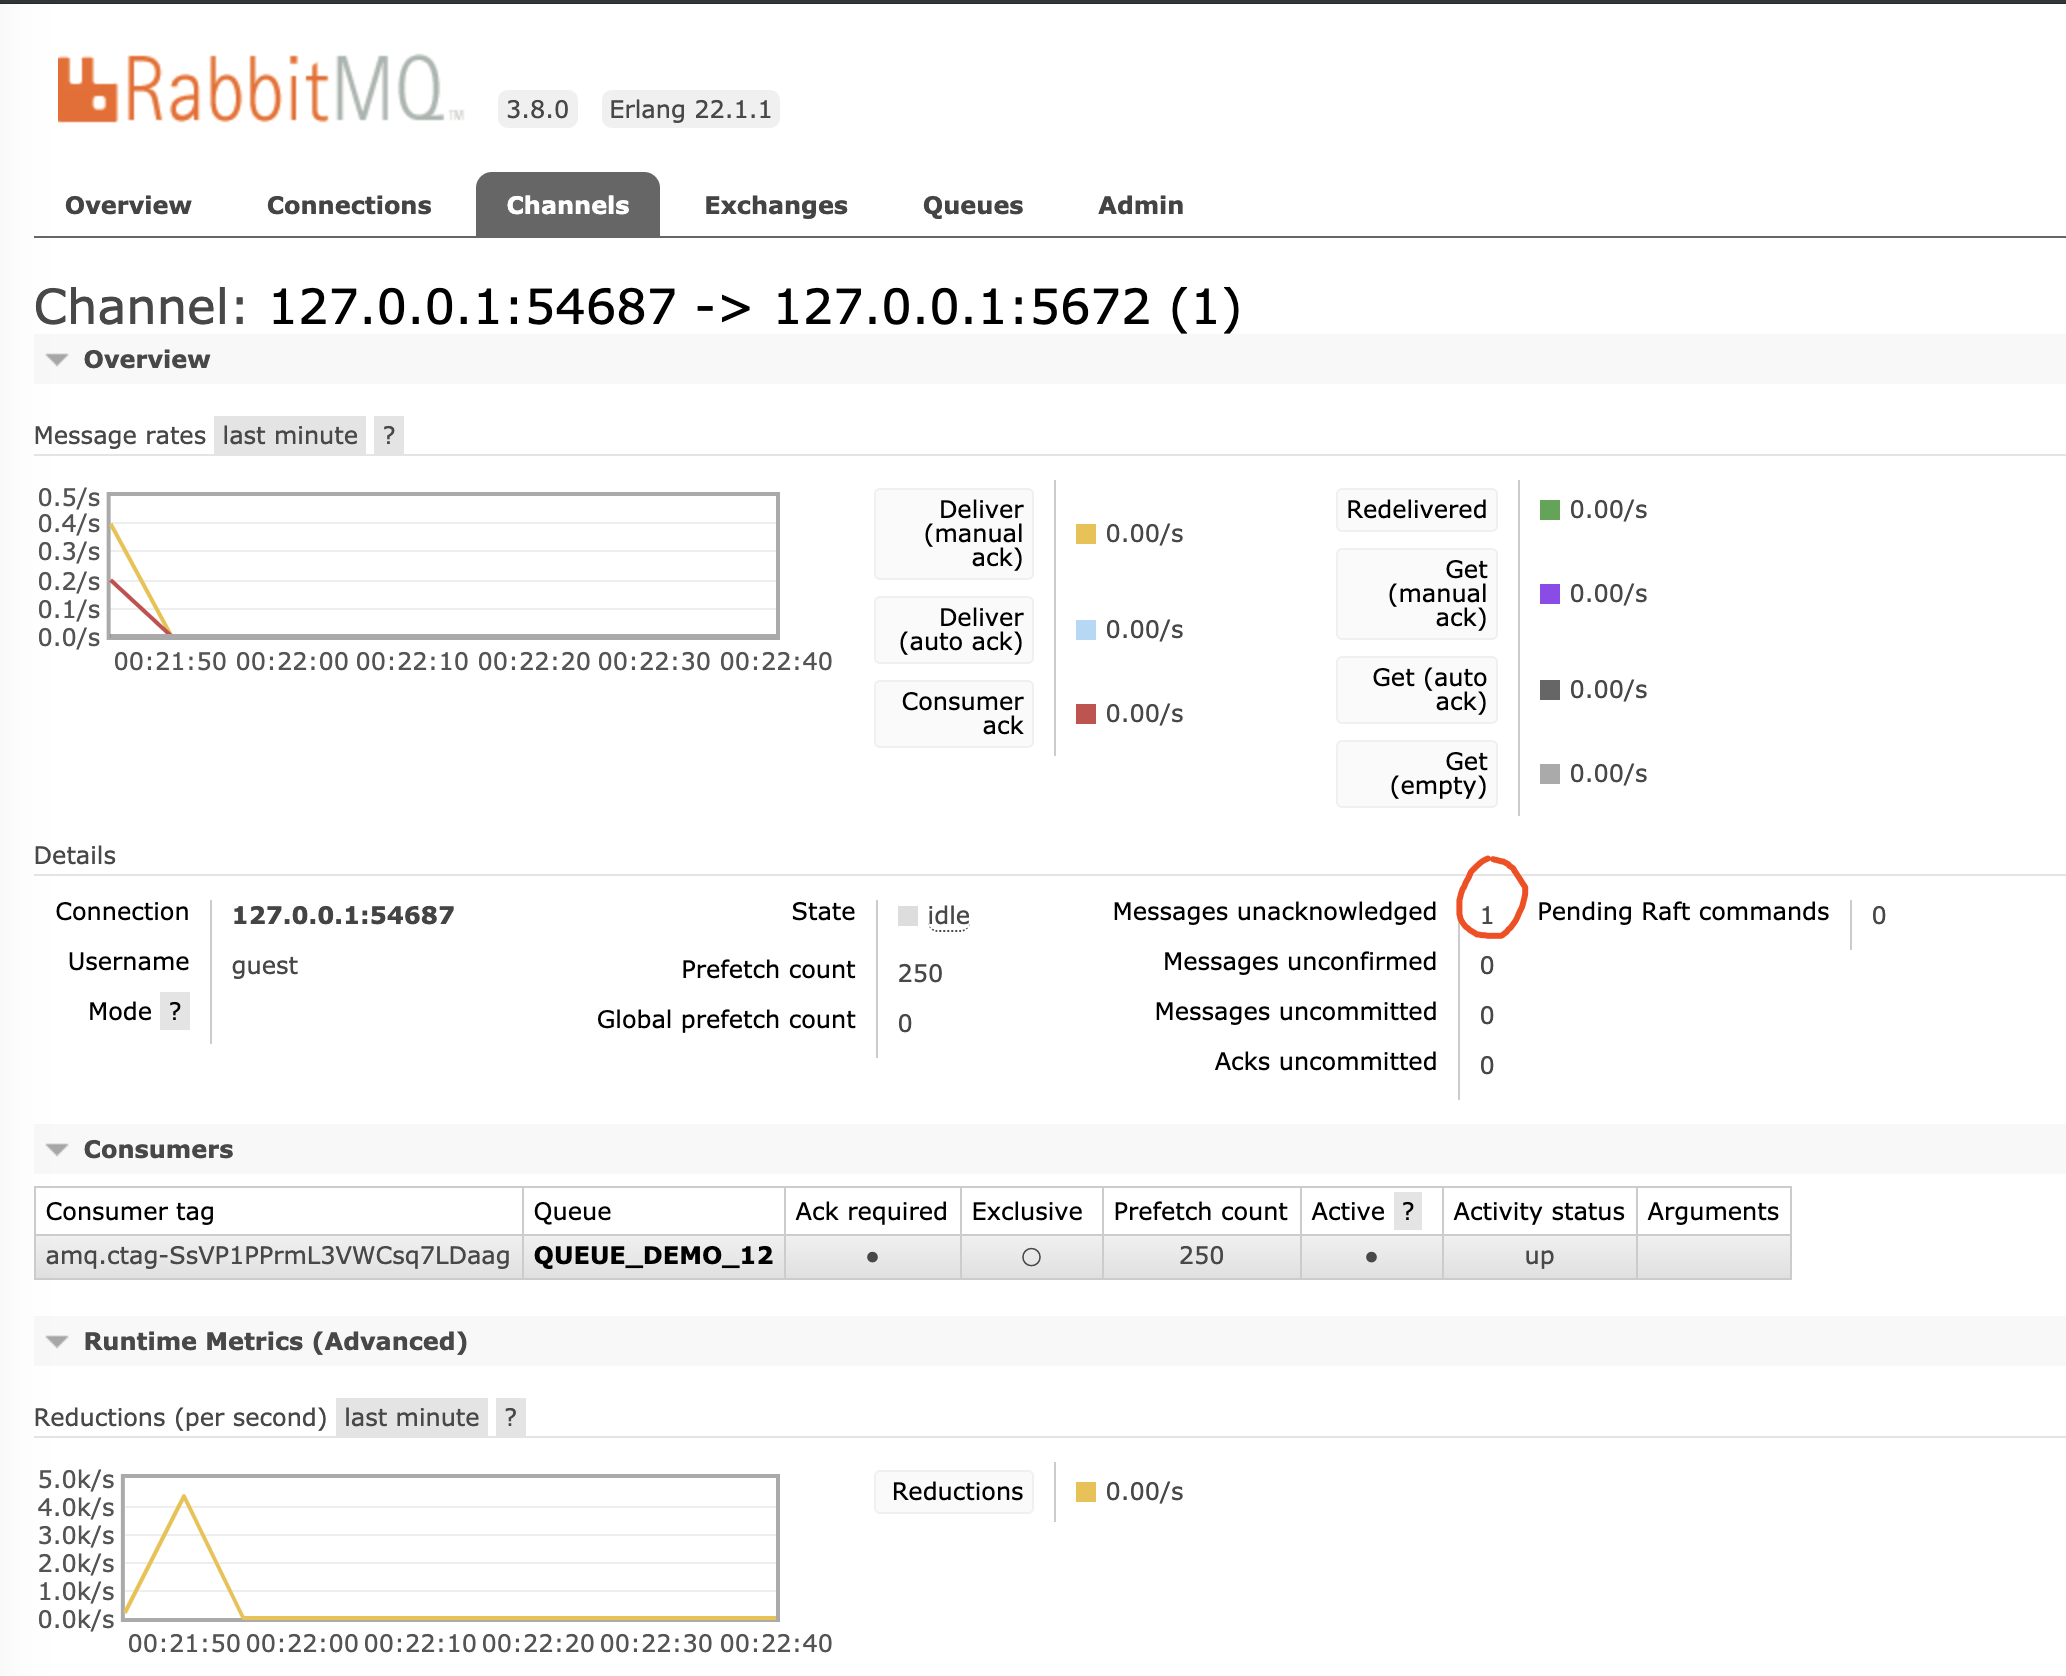 RabbitMQ TM 3.8.0 Erlang 22.1.1
Overview Connections Channels Exchanges Queues Admin
Channel: 127.0.0.1:54687 -> 127.0.0.1:5672 (1)
Overview
Message rates last minute ?
0.5/s
0.4/s
0.3/s
0.2/s
0.1/s
0.0/s
00:21:50 00:22:00 00:22:10 00:22:20 00:22:30 00:22:40
Deliver
(manual
ack)
0.00/s
Deliver
(auto ack)
0.00/s
Consumer
ack
0.00/s
Redelivered
0.00/s
Get
(manual
ack)
0.00/s
Get (auto
ack)
0.00/s
Get
(empty)
0.00/s
Details
Connection 127.0.0.1:54687
Username guest
Mode ?
State idle
Prefetch count 250
Global prefetch count 0
Messages unacknowledged 1
Messages unconfirmed 0
Messages uncommitted 0
Acks uncommitted 0
Pending Raft commands 0
Consumers
Consumer tag Queue Ack required Exclusive Prefetch count Active ? Activity status Arguments
amq.ctag-SsVP1PPrmL3VWCsq7LDaag QUEUE_DEMO_12 ● ○ 250 ● up
Runtime Metrics (Advanced)
Reductions (per second) last minute ?
5.0k/s
4.0k/s
3.0k/s
2.0k/s
1.0k/s
0.0k/s
00:21:50 00:22:00 00:22:10 00:22:20 00:22:30 00:22:40
Reductions 0.00/s